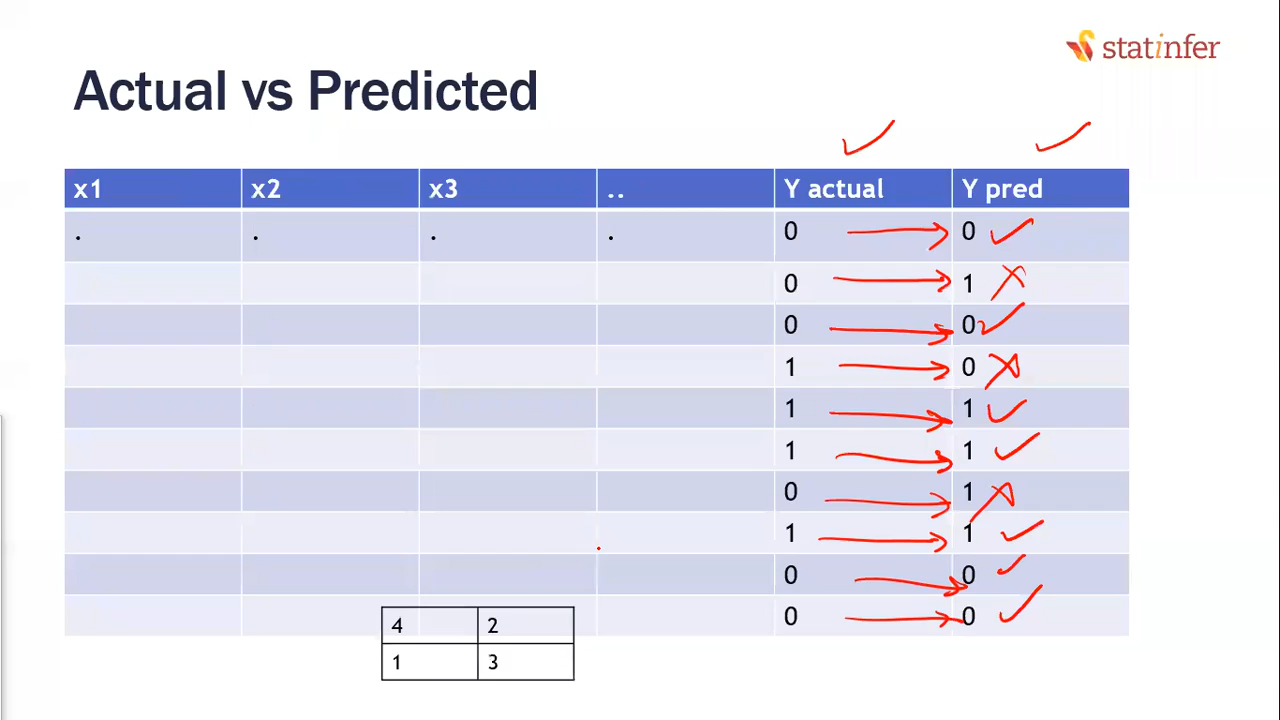 statinfer
Actual vs Predicted
x1 x2 x3 .. Y actual Y pred
. . . . 0 0
0 1
0 0
1 0
1 1
1 1
0 1
1 1
0 0
0 0
4 2
1 3